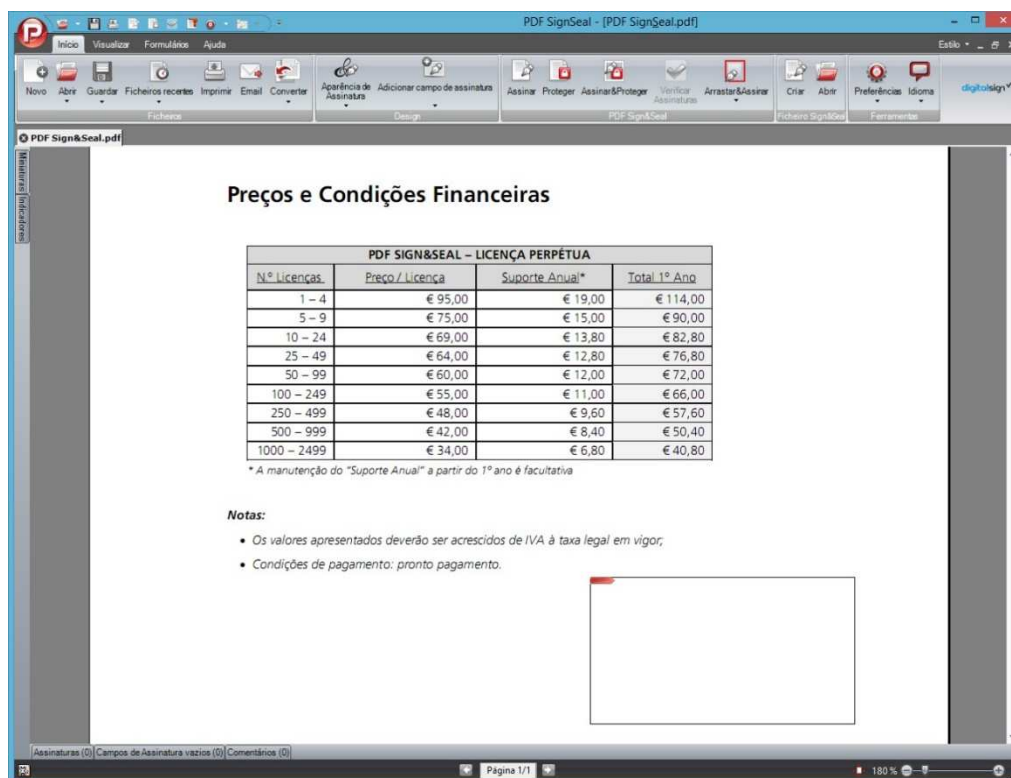 PDF SignSeal - [PDF SignSeal.pdf]
Início Visualizar Formulários Ajuda Estilo
Novo Abrir Guardar Ficheiros recentes Imprimir Email Converter Aparência de Assinatura Adicionar campo de assinatura Assinar Proteger Assinar&Proteger Verificar Assinaturas Arrastar&Assinar Criar Abrir Preferências Idioma digitalsign
Ficheiros Design PDF Sign&Seal Ficheiro Sign&Seal Ferramentas
PDF Sign&Seal.pdf
Miniaturas Indicadores
Preços e Condições Financeiras
PDF SIGN&SEAL – LICENÇA PERPÉTUA
N.º Licenças Preço / Licença Suporte Anual* Total 1º Ano
1 – 4 € 95,00 € 19,00 € 114,00
5 – 9 € 75,00 € 15,00 € 90,00
10 – 24 € 69,00 € 13,80 € 82,80
25 – 49 € 64,00 € 12,80 € 76,80
50 – 99 € 60,00 € 12,00 € 72,00
100 – 249 € 55,00 € 11,00 € 66,00
250 – 499 € 48,00 € 9,60 € 57,60
500 – 999 € 42,00 € 8,40 € 50,40
1000 – 2499 € 34,00 € 6,80 € 40,80
* A manutenção do "Suporte Anual" a partir do 1º ano é facultativa
Notas:
• Os valores apresentados deverão ser acrescidos de IVA à taxa legal em vigor;
• Condições de pagamento: pronto pagamento.
Assinaturas (0) Campos de Assinatura vazios (0) Comentários (0)
Página 1/1 180 %